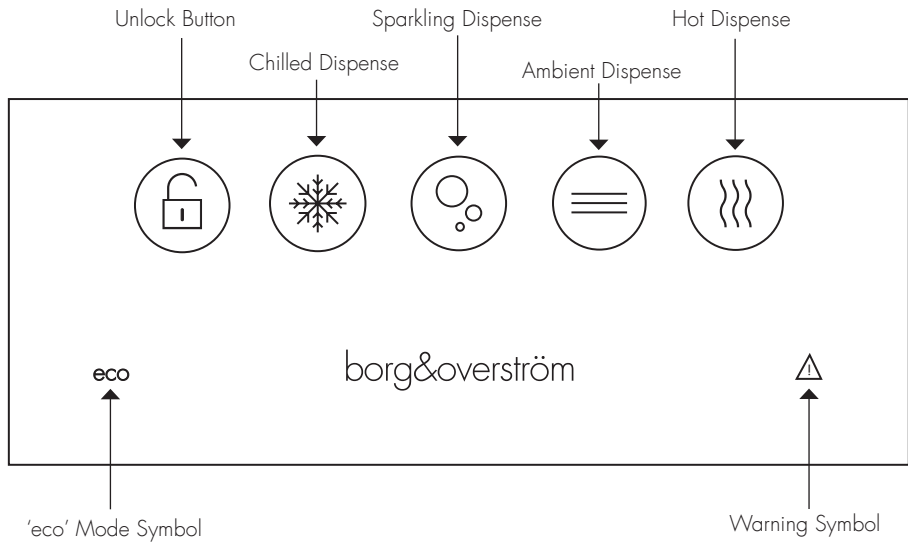 Unlock Button
Sparkling Dispense
Hot Dispense
Chilled Dispense
Ambient Dispense
eco
borg&overström
!
'eco' Mode Symbol
Warning Symbol